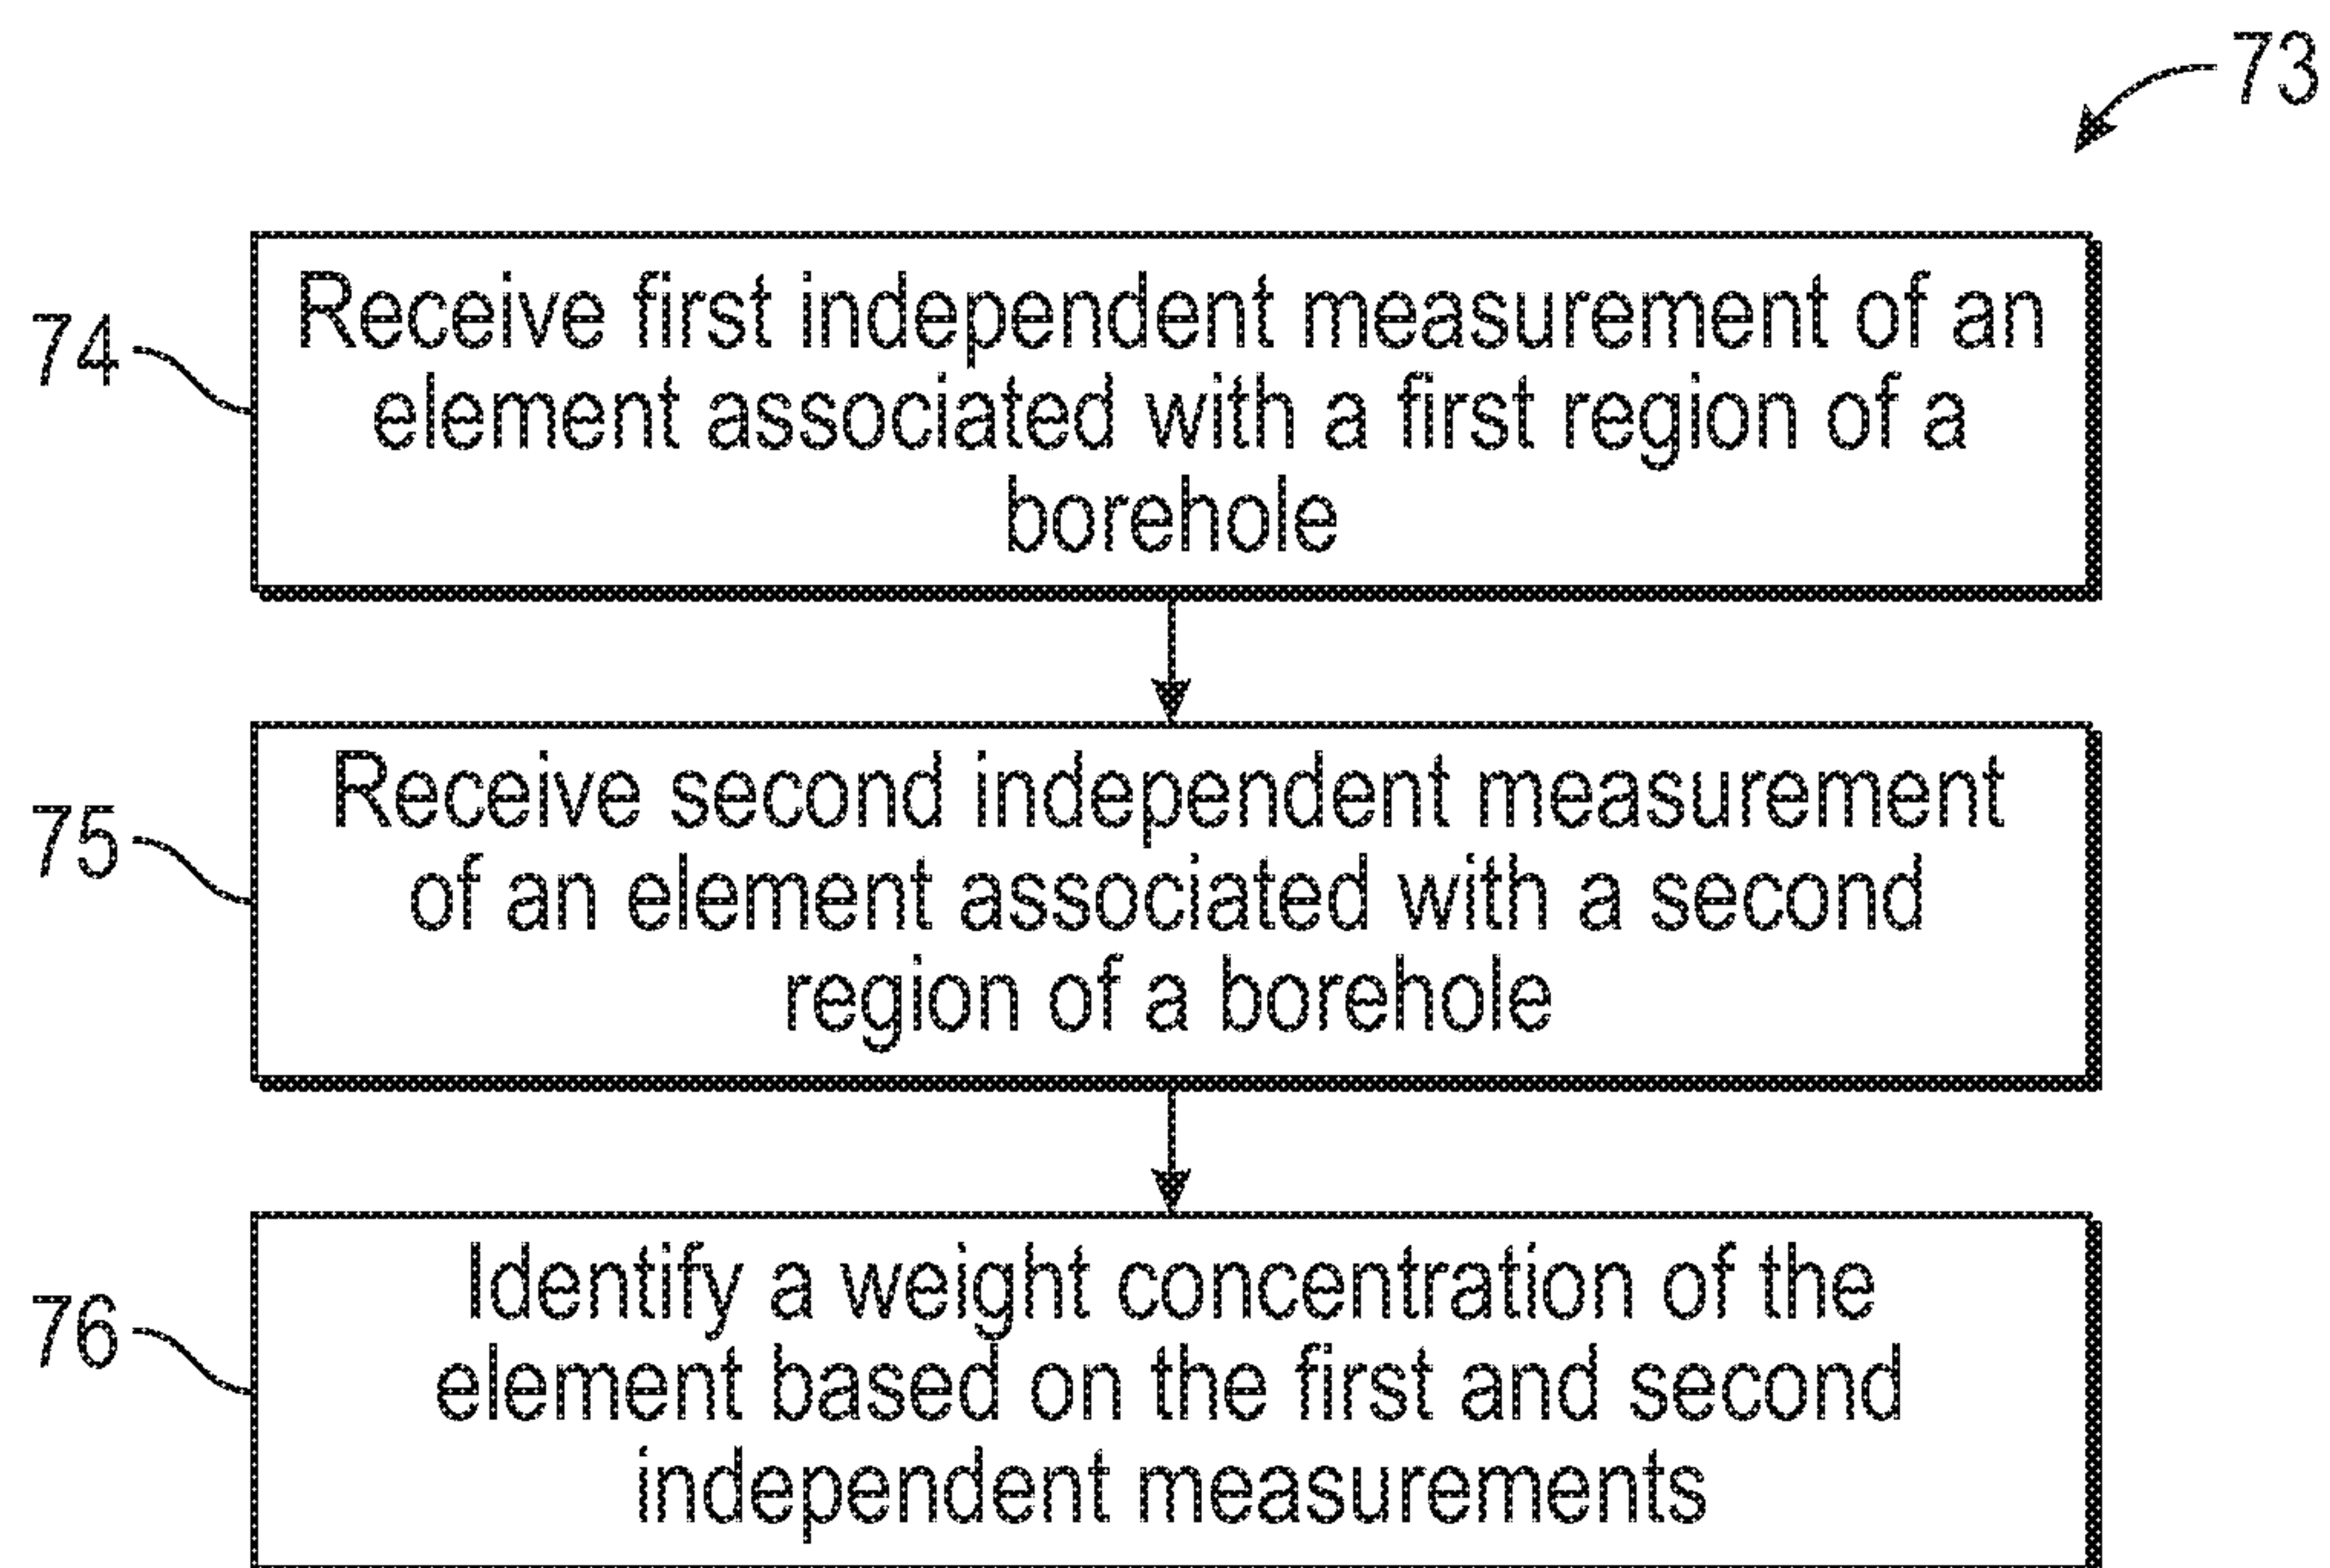 73
74
Receive first independent measurement of an
element associated with a first region of a
borehole
75
Receive second independent measurement
of an element associated with a second
region of a borehole
76
Identify a weight concentration of the
element based on the first and second
independent measurements